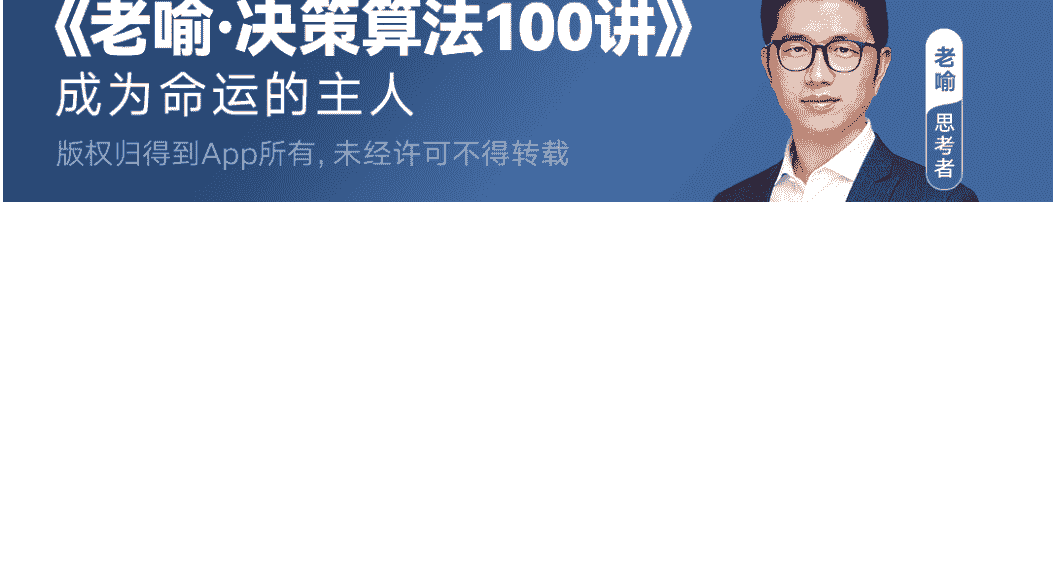 《老喻·决策算法100讲》
成为命运的主人
版权归得到App所有, 未经许可不得转载
老喻
思考者